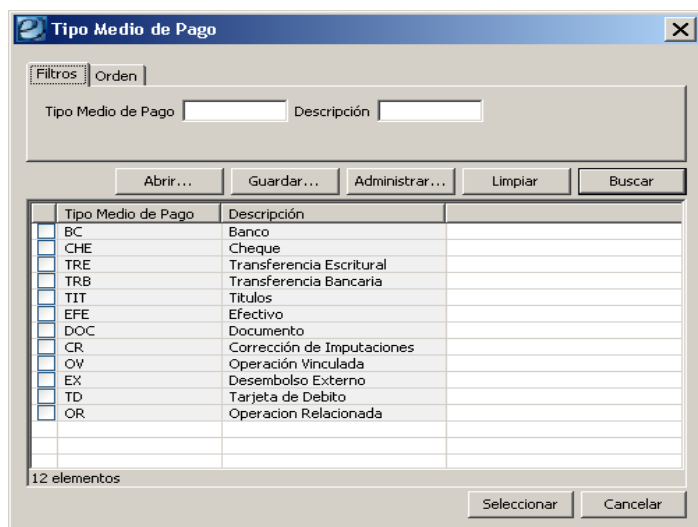 Tipo Medio de Pago
Filtros Orden
Tipo Medio de Pago Descripción
Abrir... Guardar... Administrar... Limpiar Buscar
Tipo Medio de Pago Descripción
BC Banco
CHE Cheque
TRE Transferencia Escritural
TRB Transferencia Bancaria
TIT Titulos
EFE Efectivo
DOC Documento
CR Corrección de Imputaciones
OV Operación Vinculada
EX Desembolso Externo
TD Tarjeta de Debito
OR Operacion Relacionada
12 elementos
Seleccionar Cancelar